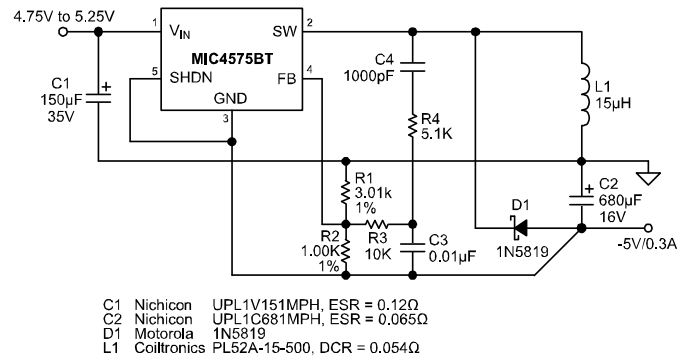 4.75V to 5.25V
1
VIN
SW
2
MIC4575BT
5
SHDN
FB
4
GND
3
C1
150µF
35V
+
C4
1000pF
R4
5.1K
L1
15µH
R1
3.01k
1%
R2
1.00K
1%
R3
10K
C3
0.01µF
D1
1N5819
+
C2
680µF
16V
-5V/0.3A
C1 Nichicon UPL1V151MPH, ESR = 0.12Ω
C2 Nichicon UPL1C681MPH, ESR = 0.065Ω
D1 Motorola 1N5819
L1 Coiltronics PL52A-15-500, DCR = 0.054Ω